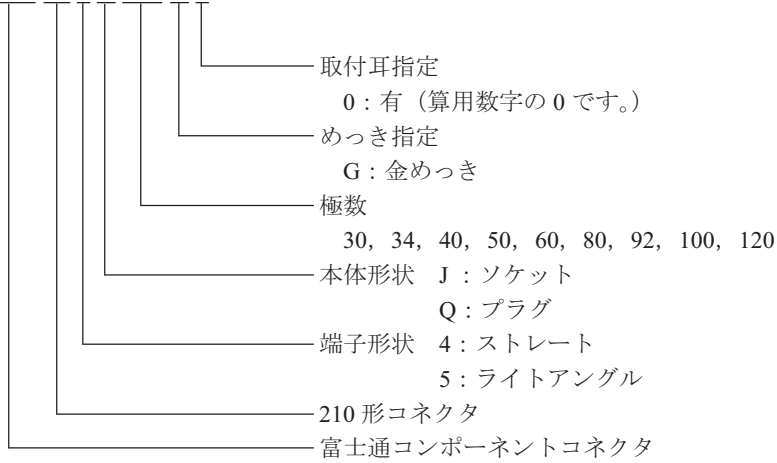 取付耳指定
0：有（算用数字の 0 です。）
めっき指定
G：金めっき
極数
30，34，40，50，60，80，92，100，120
本体形状　J：ソケット
Q：プラグ
端子形状　4：ストレート
5：ライトアングル
210 形コネクタ
富士通コンポーネントコネクタ